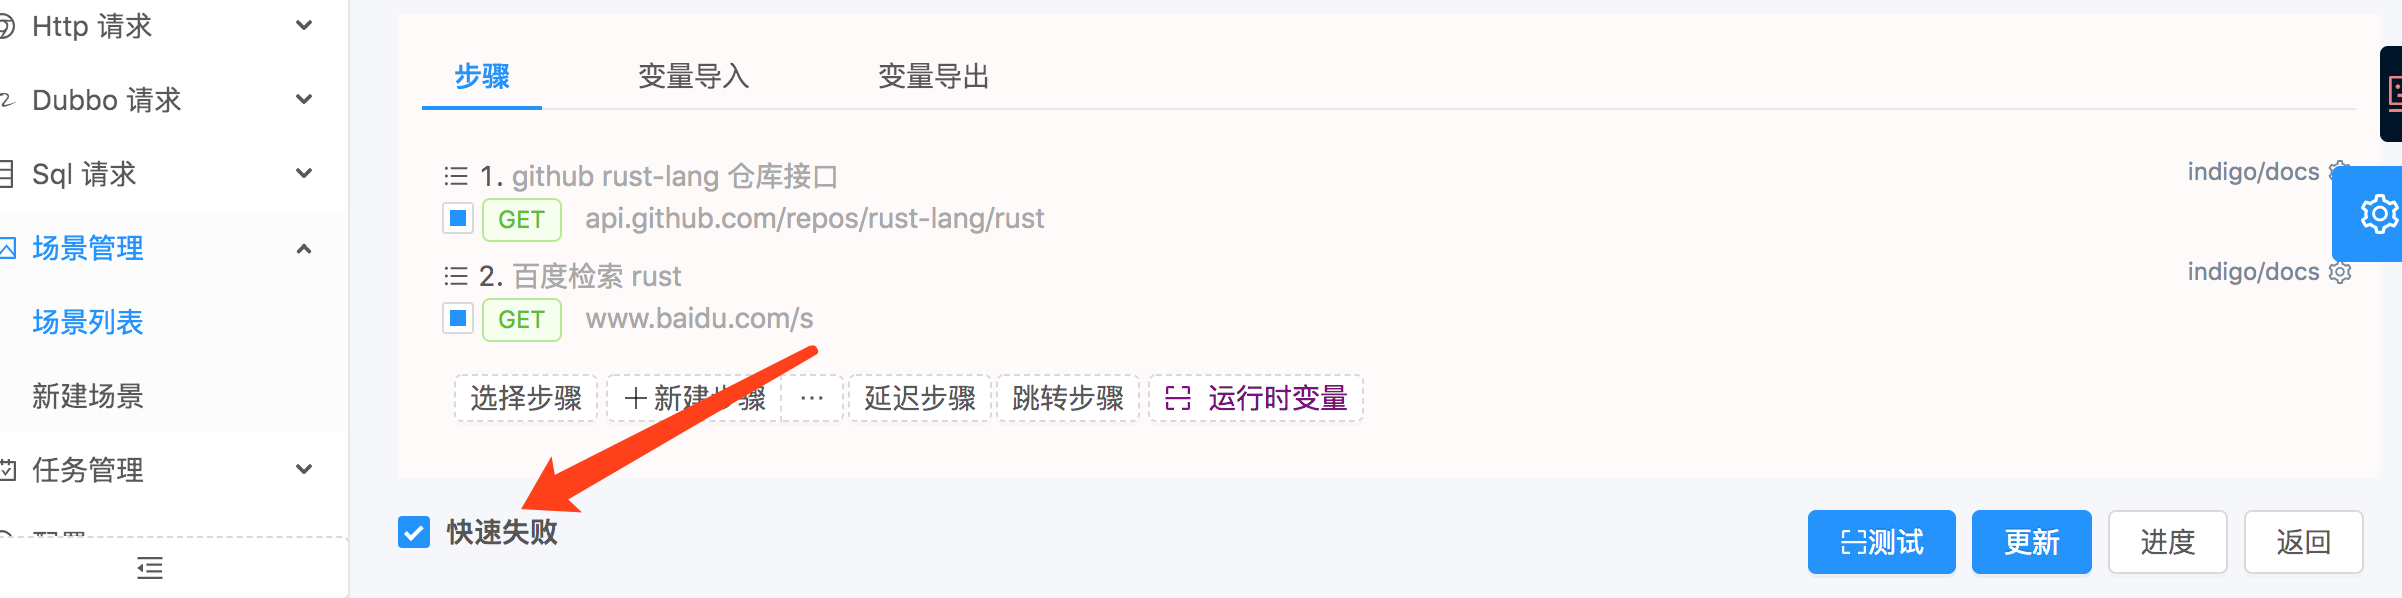 Http 请求
Dubbo 请求
Sql 请求
场景管理
场景列表
新建场景
任务管理
步骤 变量导入 变量导出
1. github rust-lang 仓库接口 indigo/docs
GET api.github.com/repos/rust-lang/rust
2. 百度检索 rust indigo/docs
GET www.baidu.com/s
选择步骤 新建步骤 ··· 延迟步骤 跳转步骤 运行时变量
快速失败 测试 更新 进度 返回